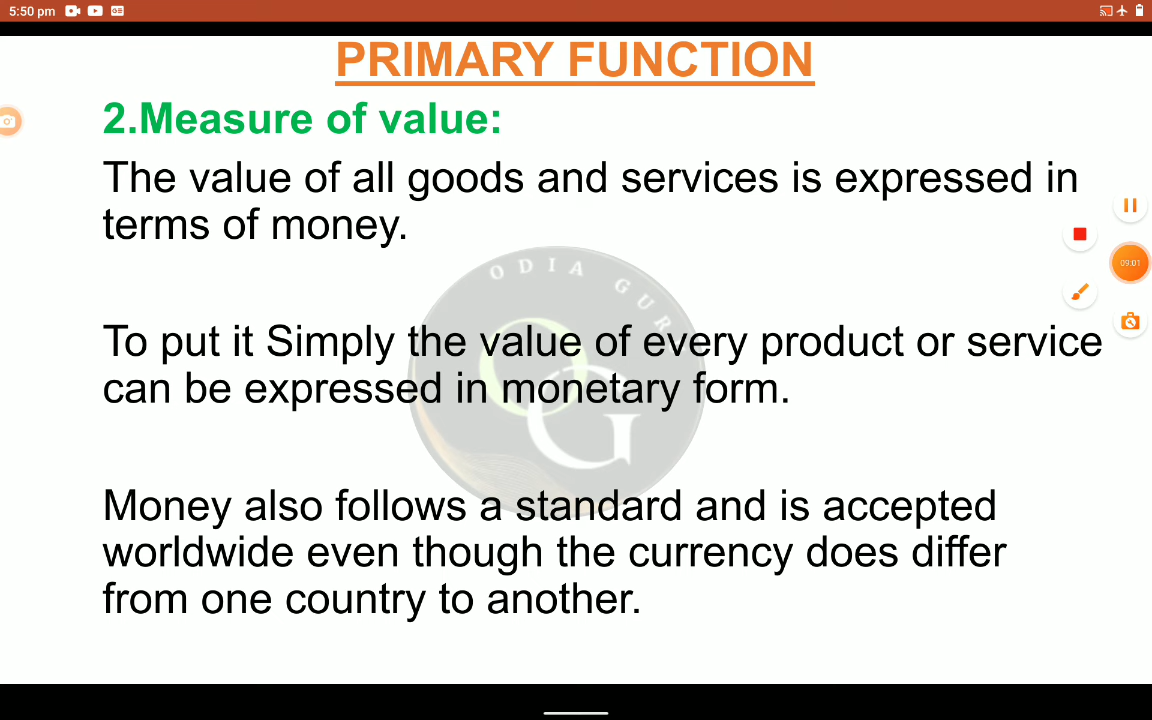 5:50 pm
PRIMARY FUNCTION
2.Measure of value:
The value of all goods and services is expressed in
terms of money.
ODIA GURU
To put it Simply the value of every product or service
can be expressed in monetary form.
OG
Money also follows a standard and is accepted
worldwide even though the currency does differ
from one country to another.
09:01